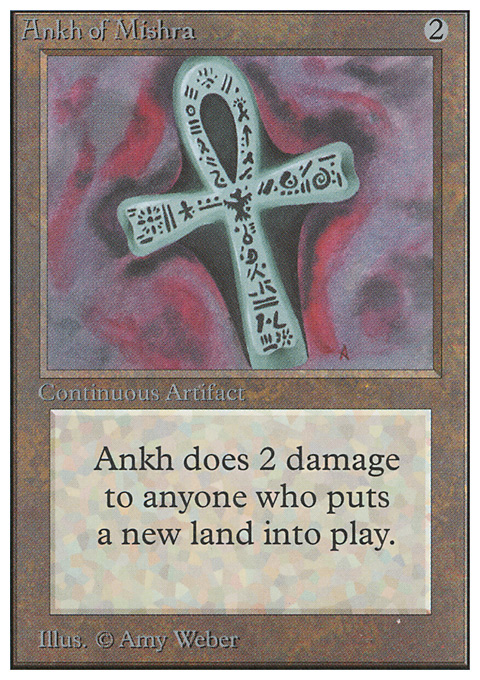 Ankh of Mishra 2
Continuous Artifact
Ankh does 2 damage
to anyone who puts
a new land into play.
Illus. © Amy Weber